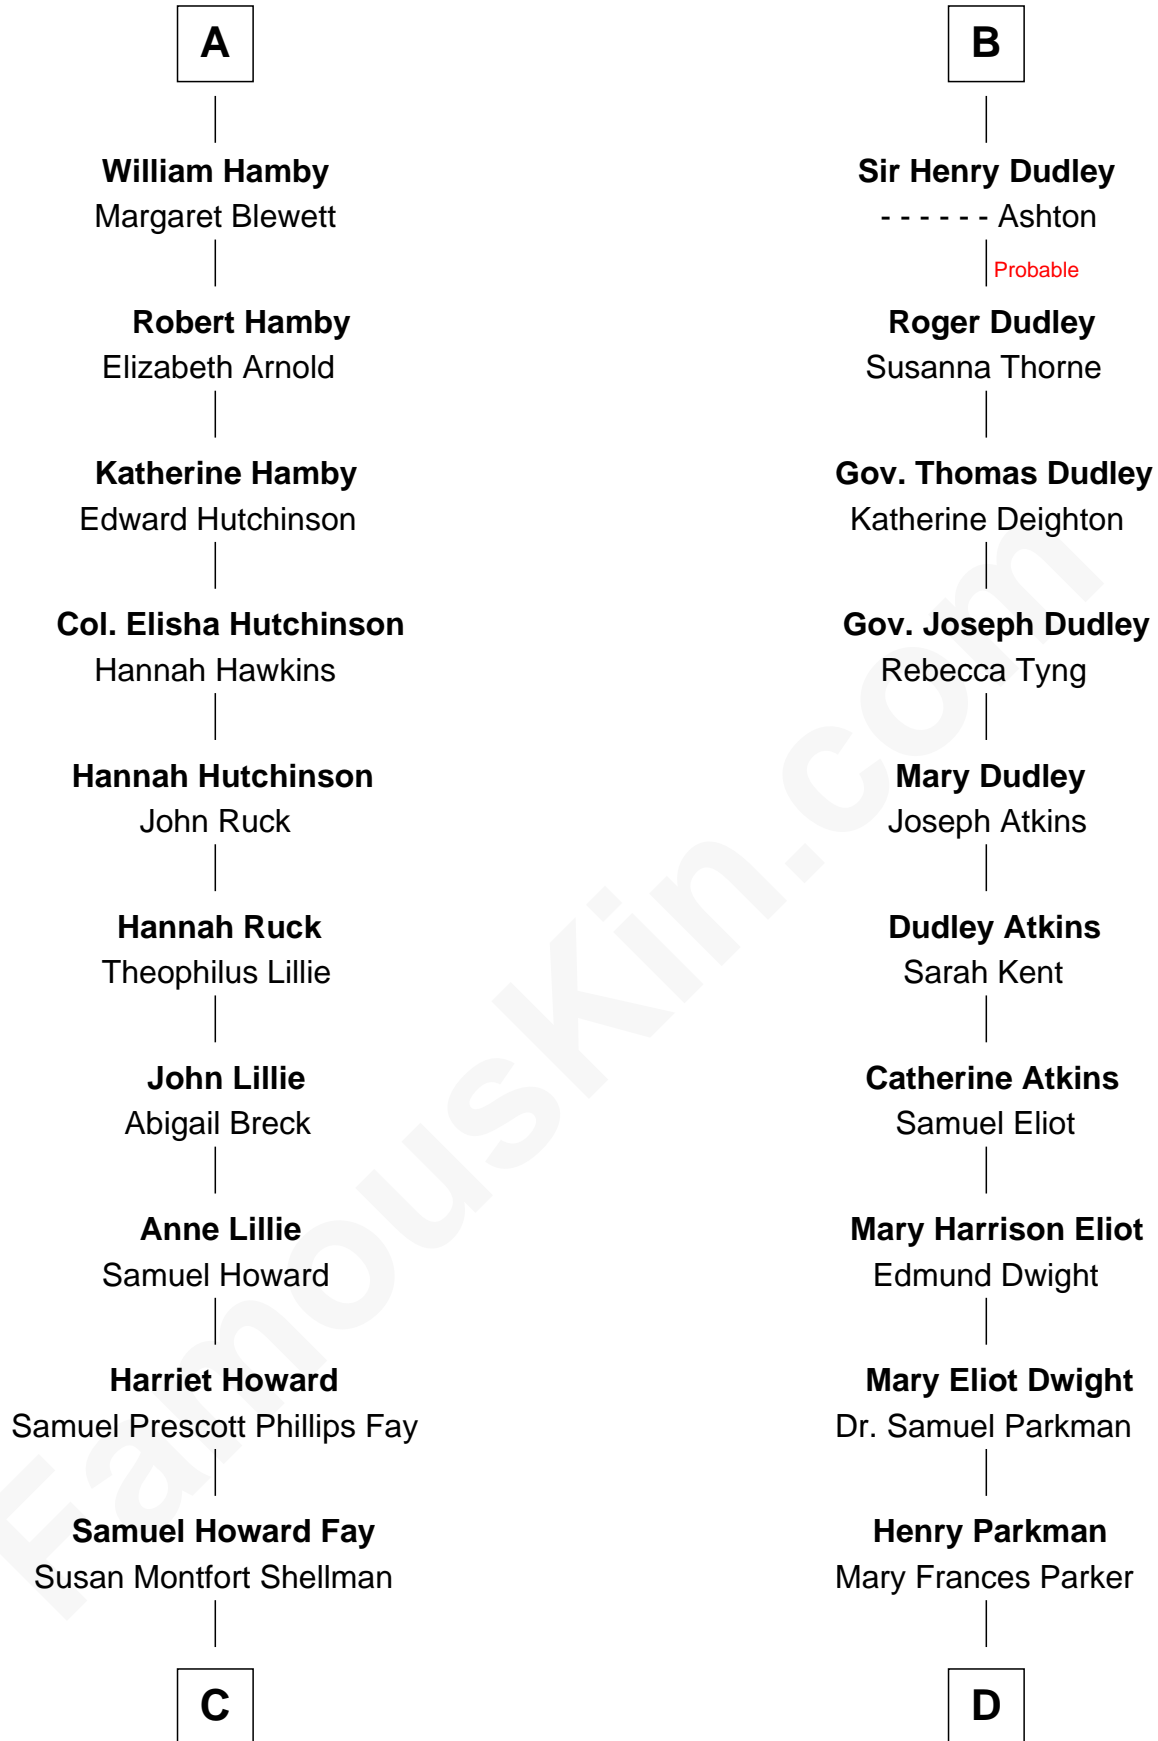 A
William Hamby
Margaret Blewett
Robert Hamby
Elizabeth Arnold
Katherine Hamby
Edward Hutchinson
Col. Elisha Hutchinson
Hannah Hawkins
Hannah Hutchinson
John Ruck
Hannah Ruck
Theophilus Lillie
John Lillie
Abigail Breck
Anne Lillie
Samuel Howard
Harriet Howard
Samuel Prescott Phillips Fay
Samuel Howard Fay
Susan Montfort Shellman
C
B
Sir Henry Dudley
- - - - - - Ashton
Probable
Roger Dudley
Susanna Thorne
Gov. Thomas Dudley
Katherine Deighton
Gov. Joseph Dudley
Rebecca Tyng
Mary Dudley
Joseph Atkins
Dudley Atkins
Sarah Kent
Catherine Atkins
Samuel Eliot
Mary Harrison Eliot
Edmund Dwight
Mary Eliot Dwight
Dr. Samuel Parkman
Henry Parkman
Mary Frances Parker
D
FamousKin.com